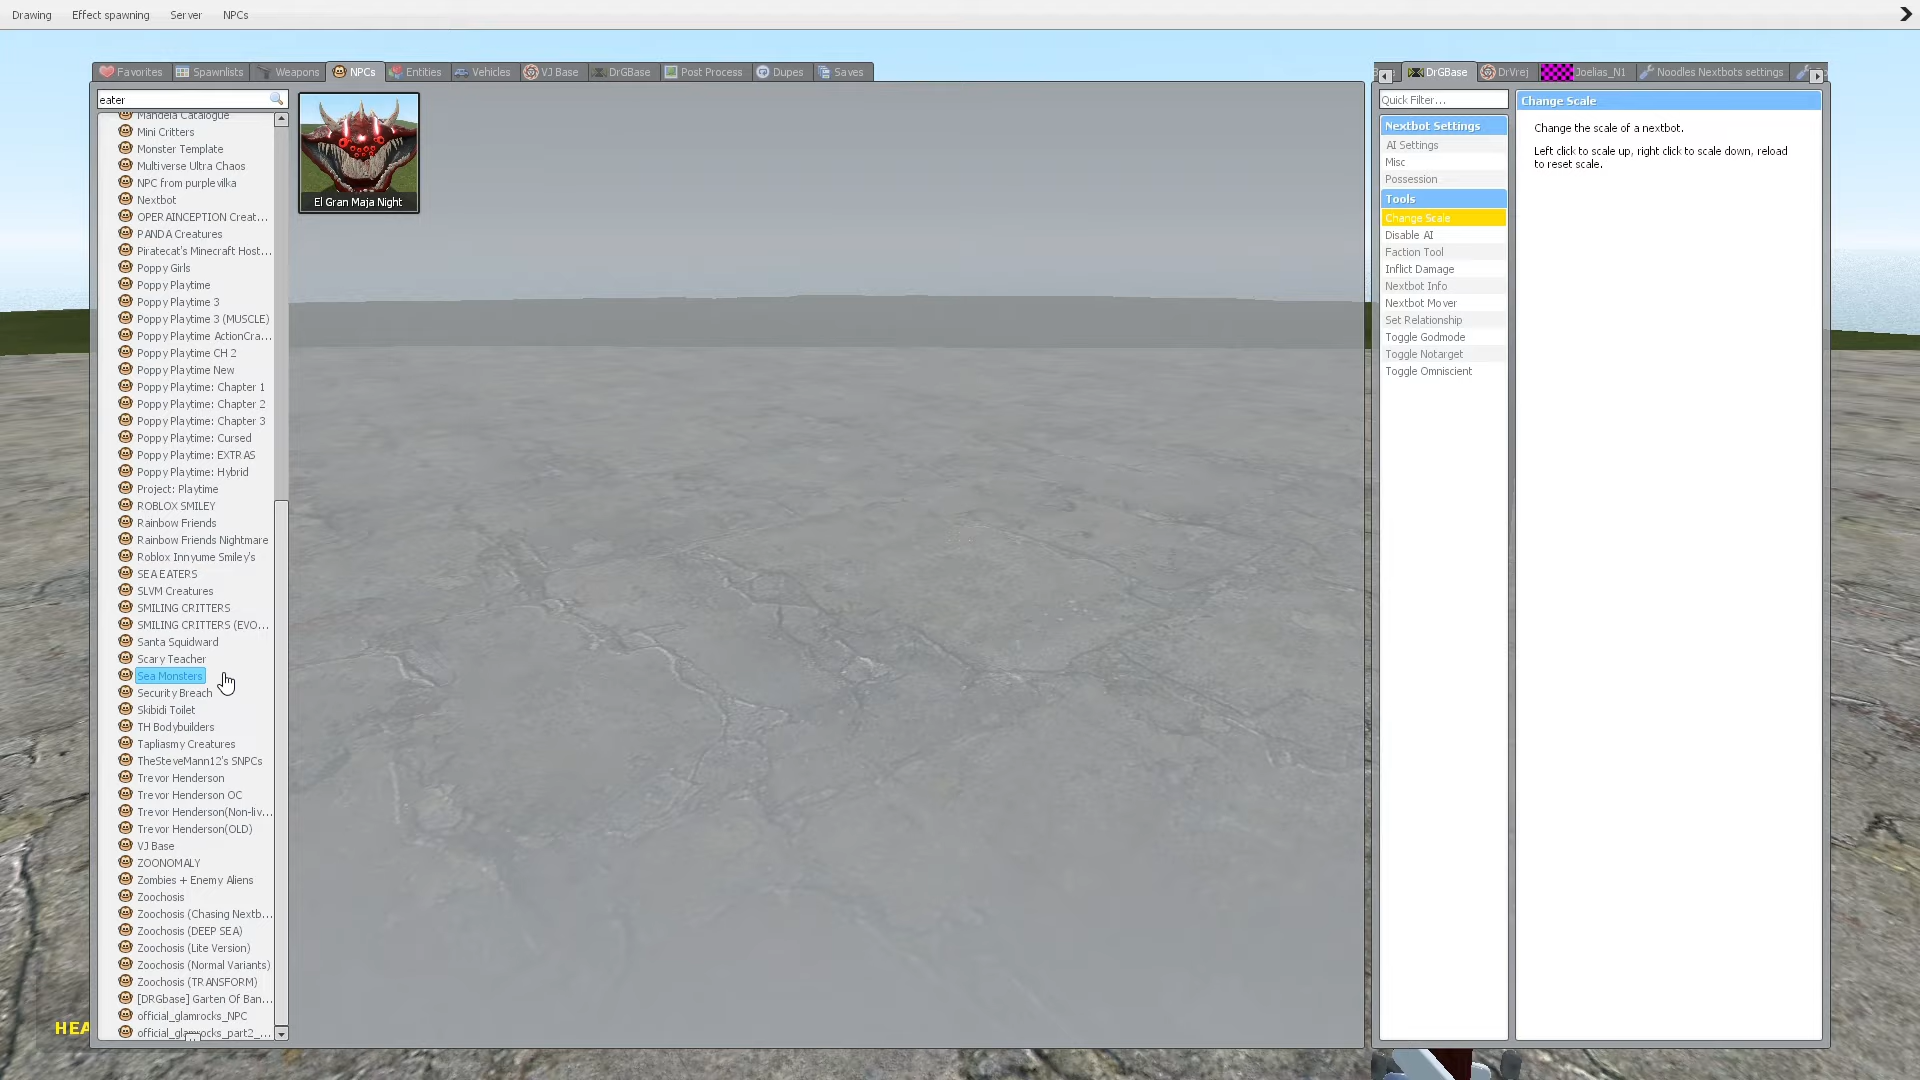 Drawing Effect spawning Server NPCs
Favorites Spawnlists Weapons NPCs Entities Vehicles VJ Base DrGBase Post Process Dupes Saves
eater
Mandela Catalogue
Mini Critters
Monster Template
Multiverse Ultra Chaos
NPC from purplevilka
Nextbot
OPERAINCEPTION Creat...
PANDA Creatures
Piratecat's Minecraft Host...
Poppy Girls
Poppy Playtime
Poppy Playtime 3
Poppy Playtime 3 (MUSCLE)
Poppy Playtime ActionCra...
Poppy Playtime CH 2
Poppy Playtime New
Poppy Playtime: Chapter 1
Poppy Playtime: Chapter 2
Poppy Playtime: Chapter 3
Poppy Playtime: Cursed
Poppy Playtime: EXTRAS
Poppy Playtime: Hybrid
Project: Playtime
ROBLOX SMILEY
Rainbow Friends
Rainbow Friends Nightmare
Roblox Innyume Smiley's
SEA EATERS
SLVM Creatures
SMILING CRITTERS
SMILING CRITTERS (EVO...
Santa Squidward
Scary Teacher
Sea Monsters
Security Breach
Skibidi Toilet
TH Bodybuilders
Tapliasmy Creatures
TheSteveMann12's SNPCs
Trevor Henderson
Trevor Henderson OC
Trevor Henderson(Non-liv...
Trevor Henderson(OLD)
VJ Base
ZOONOMALY
Zombies + Enemy Aliens
Zoochosis
Zoochosis (Chasing Nextb...
Zoochosis (DEEP SEA)
Zoochosis (Lite Version)
Zoochosis (Normal Variants)
Zoochosis (TRANSFORM)
[DRGbase] Garten Of Ban...
official_glamrocks_NPC
official_glamrocks_part2_...
El Gran Maja Night
HEA
DrGBase DrVrej Joelias_N1 Noodles Nextbots settings
Quick Filter...
Nextbot Settings
AI Settings
Misc
Possession
Tools
Change Scale
Disable AI
Faction Tool
Inflict Damage
Nextbot Info
Nextbot Mover
Set Relationship
Toggle Godmode
Toggle Notarget
Toggle Omniscient
Change Scale
Change the scale of a nextbot.
Left click to scale up, right click to scale down, reload
to reset scale.